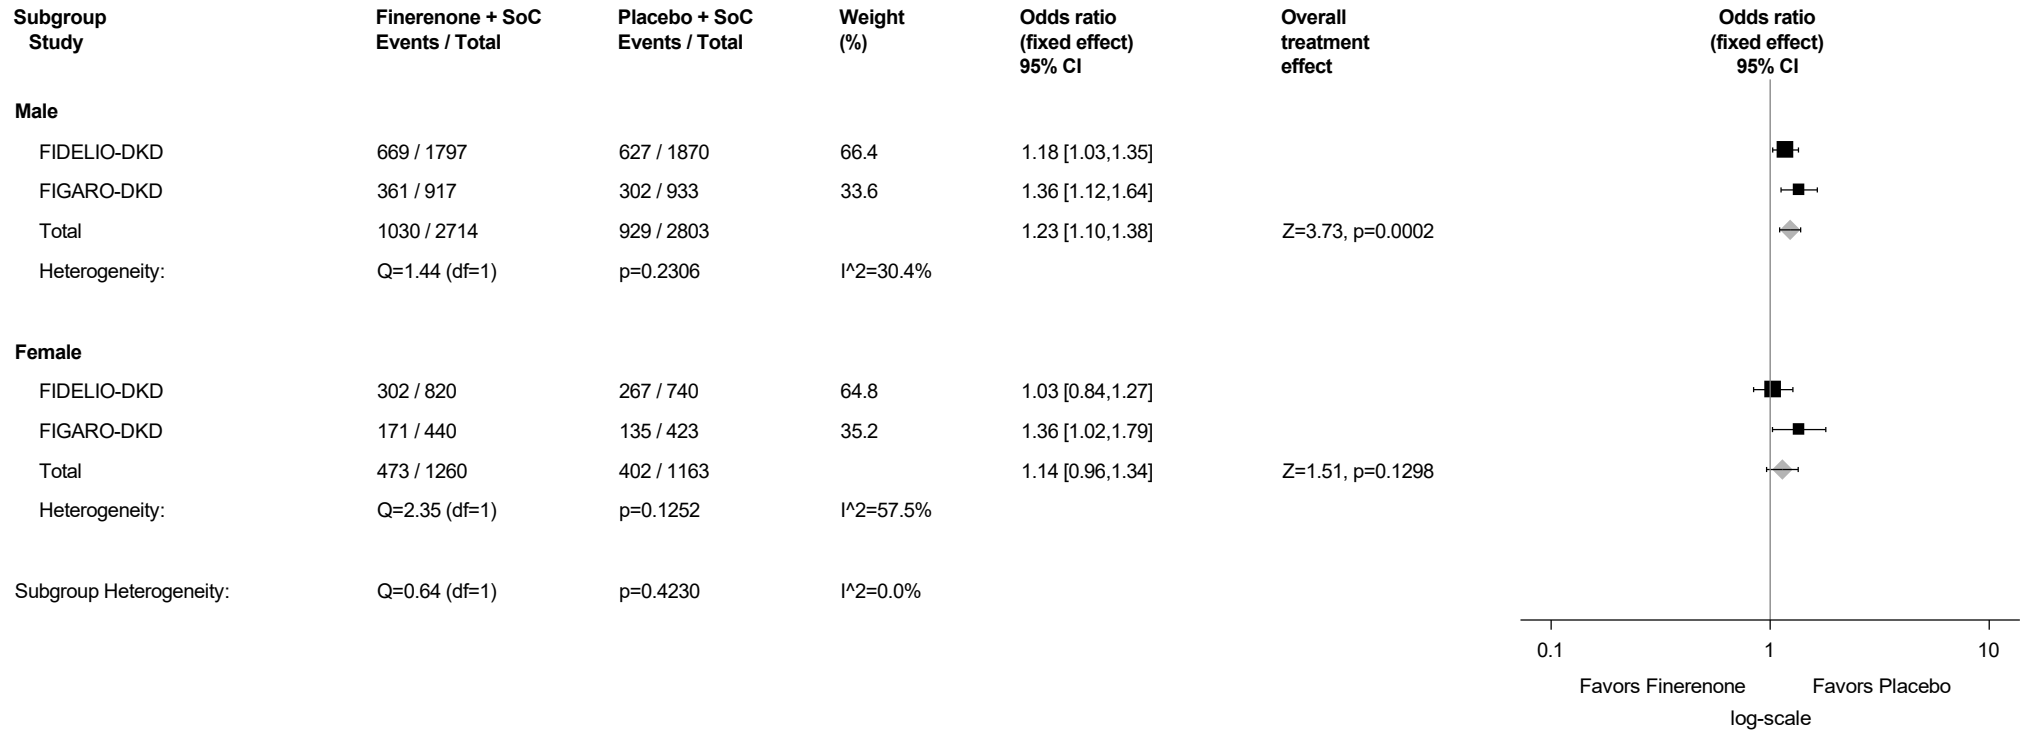 Subgroup Finerenone + SoC Placebo + SoC Weight Odds ratio Overall Odds ratio
Study Events / Total Events / Total (%) (fixed effect) treatment (fixed effect)
95% CI effect 95% CI
Male
FIDELIO-DKD 669 / 1797 627 / 1870 66.4 1.18 [1.03,1.35]
FIGARO-DKD 361 / 917 302 / 933 33.6 1.36 [1.12,1.64]
Total 1030 / 2714 929 / 2803 1.23 [1.10,1.38] Z=3.73, p=0.0002
Heterogeneity: Q=1.44 (df=1) p=0.2306 I^2=30.4%
Female
FIDELIO-DKD 302 / 820 267 / 740 64.8 1.03 [0.84,1.27]
FIGARO-DKD 171 / 440 135 / 423 35.2 1.36 [1.02,1.79]
Total 473 / 1260 402 / 1163 1.14 [0.96,1.34] Z=1.51, p=0.1298
Heterogeneity: Q=2.35 (df=1) p=0.1252 I^2=57.5%
Subgroup Heterogeneity: Q=0.64 (df=1) p=0.4230 I^2=0.0%
0.1 1 10
Favors Finerenone Favors Placebo
log-scale